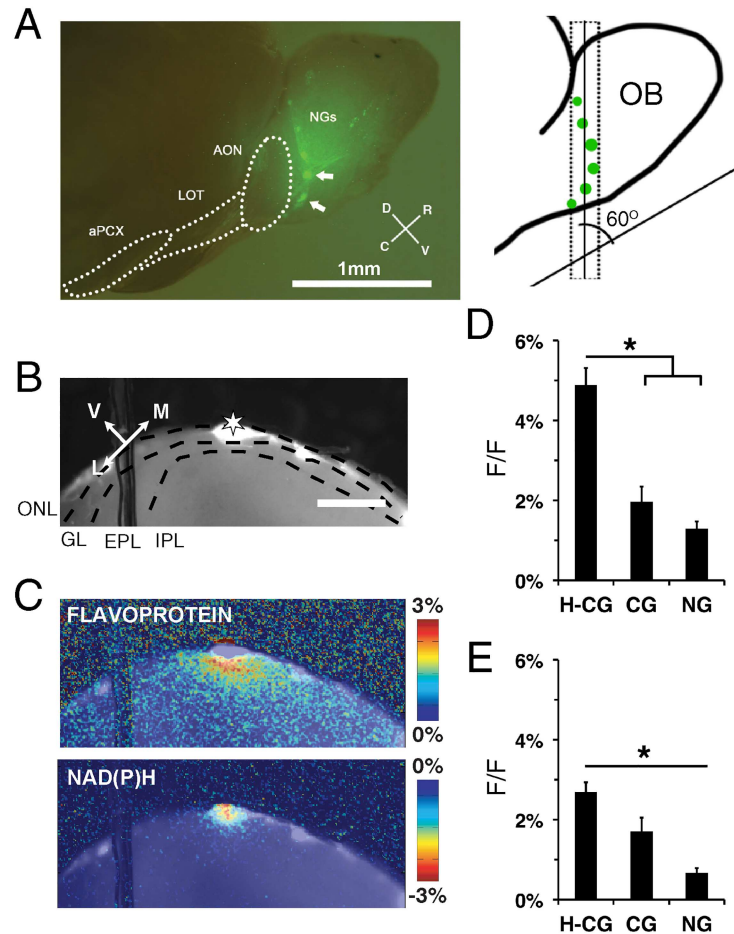 A
NGs
AON
LOT
aPCX
D R
C V
1mm
OB
60°
B
V M
L
ONL
GL EPL IPL
C
FLAVOPROTEIN
3%
0%
NAD(P)H
0%
-3%
D
6%
4%
2%
0%
F/F
*
H-CG CG NG
E
6%
4%
2%
0%
F/F
*
H-CG CG NG